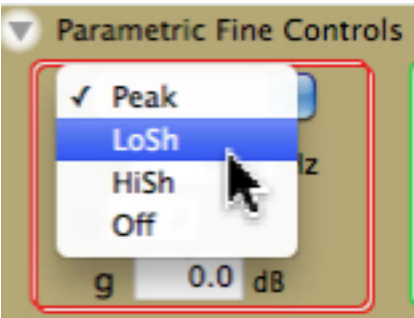 Parametric Fine Controls
✓ Peak
LoSh
HiSh
Off
g 0.0 dB